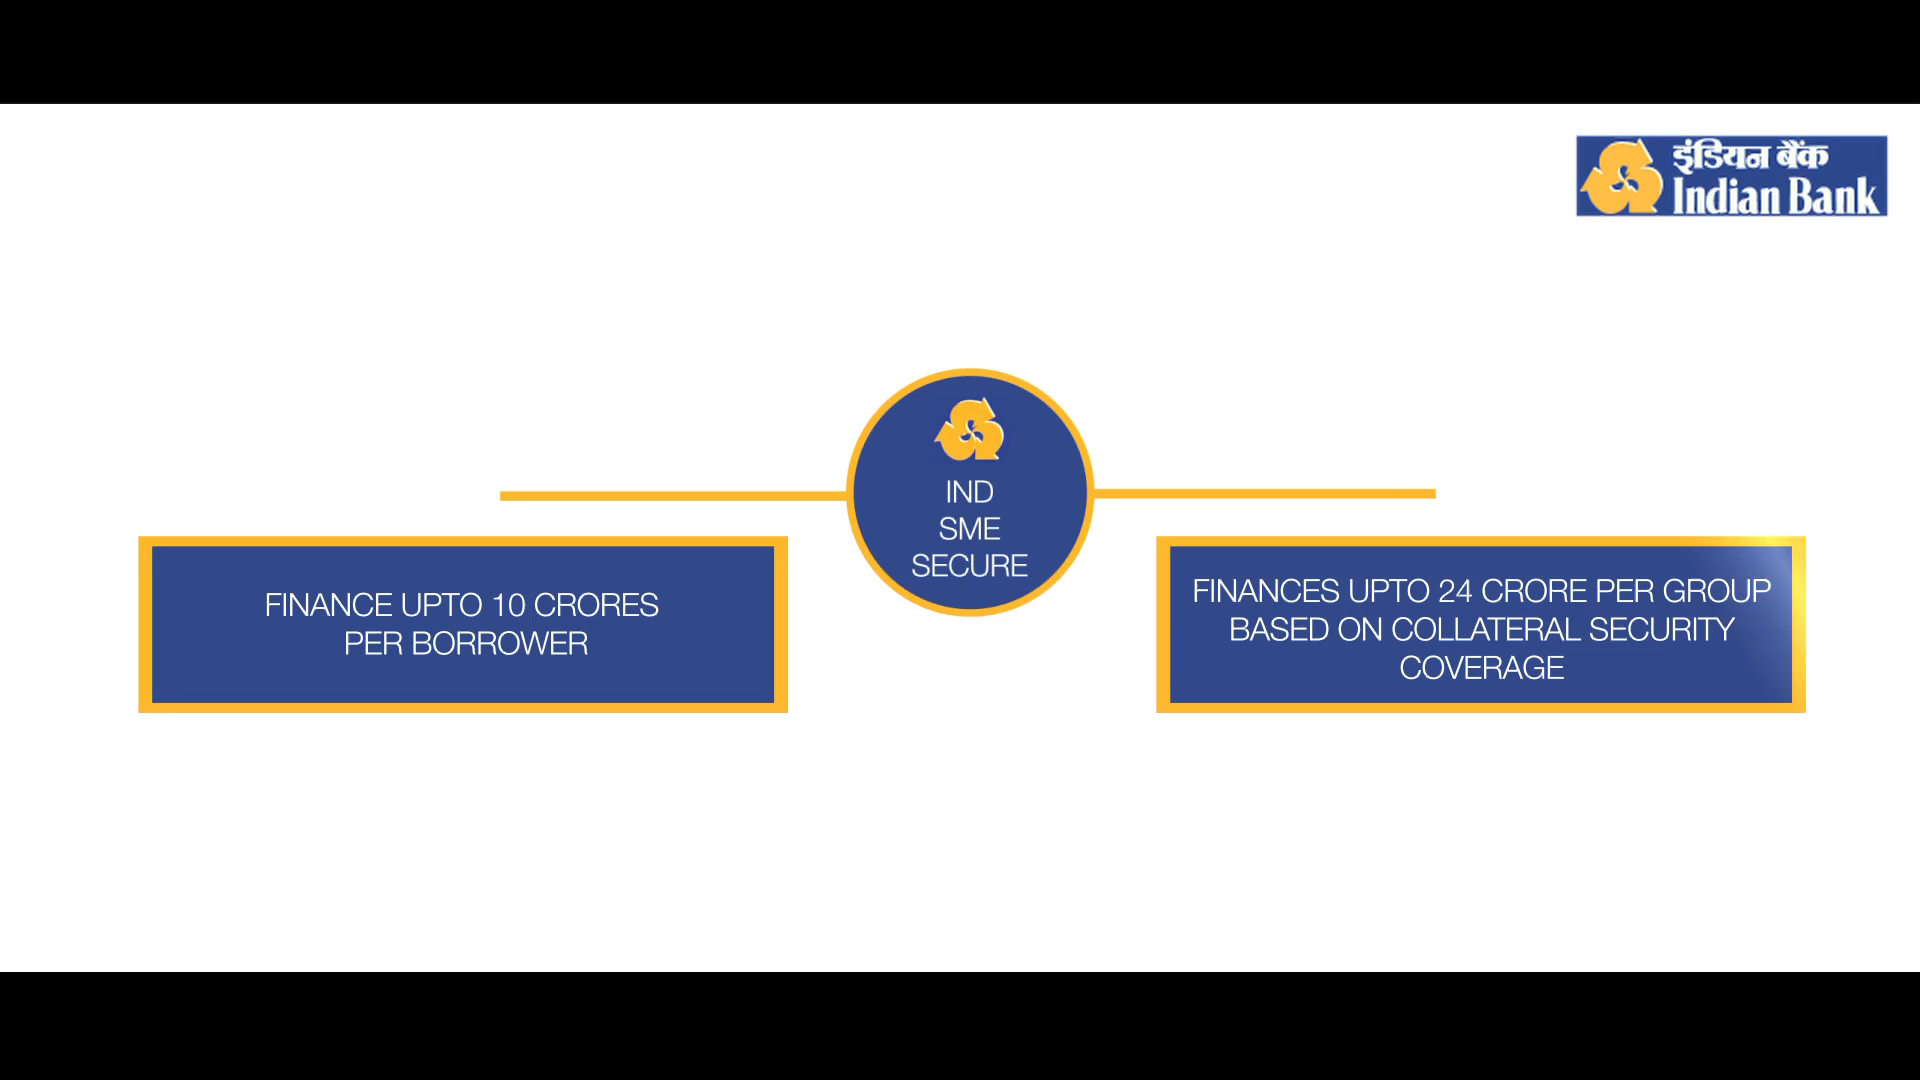 इंडियन बैंक
Indian Bank
IND
SME
SECURE
FINANCE UPTO 10 CRORES
PER BORROWER
FINANCES UPTO 24 CRORE PER GROUP
BASED ON COLLATERAL SECURITY
COVERAGE